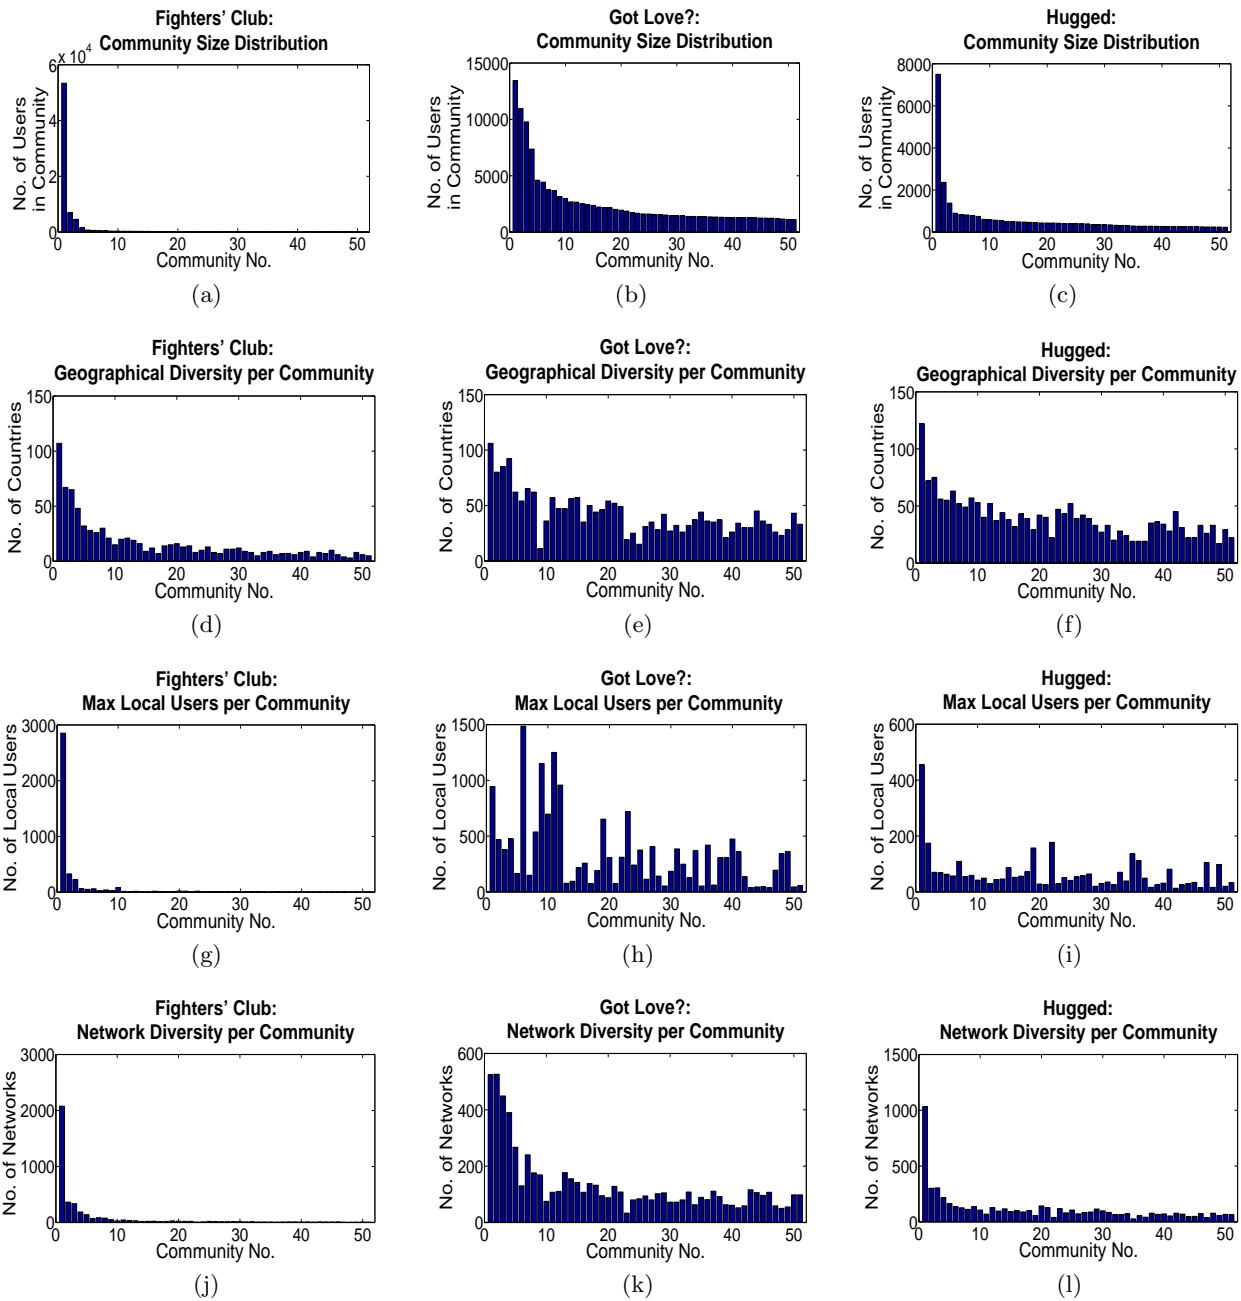 Fighters' Club:
Community Size Distribution
x 10^4
No. of Users
in Community
6
4
2
0
0 10 20 30 40 50
Community No.
(a)
Got Love?:
Community Size Distribution
No. of Users
in Community
15000
10000
5000
0
0 10 20 30 40 50
Community No.
(b)
Hugged:
Community Size Distribution
No. of Users
in Community
8000
6000
4000
2000
0
0 10 20 30 40 50
Community No.
(c)
Fighters' Club:
Geographical Diversity per Community
No. of Countries
150
100
50
0
0 10 20 30 40 50
Community No.
(d)
Got Love?:
Geographical Diversity per Community
No. of Countries
150
100
50
0
0 10 20 30 40 50
Community No.
(e)
Hugged:
Geographical Diversity per Community
No. of Countries
150
100
50
0
0 10 20 30 40 50
Community No.
(f)
Fighters' Club:
Max Local Users per Community
No. of Local Users
3000
2000
1000
0
0 10 20 30 40 50
Community No.
(g)
Got Love?:
Max Local Users per Community
No. of Local Users
1500
1000
500
0
0 10 20 30 40 50
Community No.
(h)
Hugged:
Max Local Users per Community
No. of Local Users
600
400
200
0
0 10 20 30 40 50
Community No.
(i)
Fighters' Club:
Network Diversity per Community
No. of Networks
3000
2000
1000
0
0 10 20 30 40 50
Community No.
(j)
Got Love?:
Network Diversity per Community
No. of Networks
600
400
200
0
0 10 20 30 40 50
Community No.
(k)
Hugged:
Network Diversity per Community
No. of Networks
1500
1000
500
0
0 10 20 30 40 50
Community No.
(l)